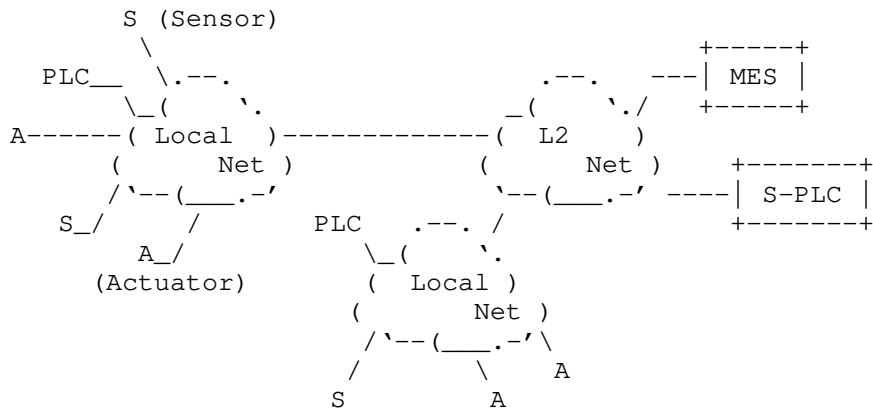 S (Sensor)
PLC MES
A Local L2
Net Net
S-PLC
S PLC
A Local
(Actuator)
Net
A
S A